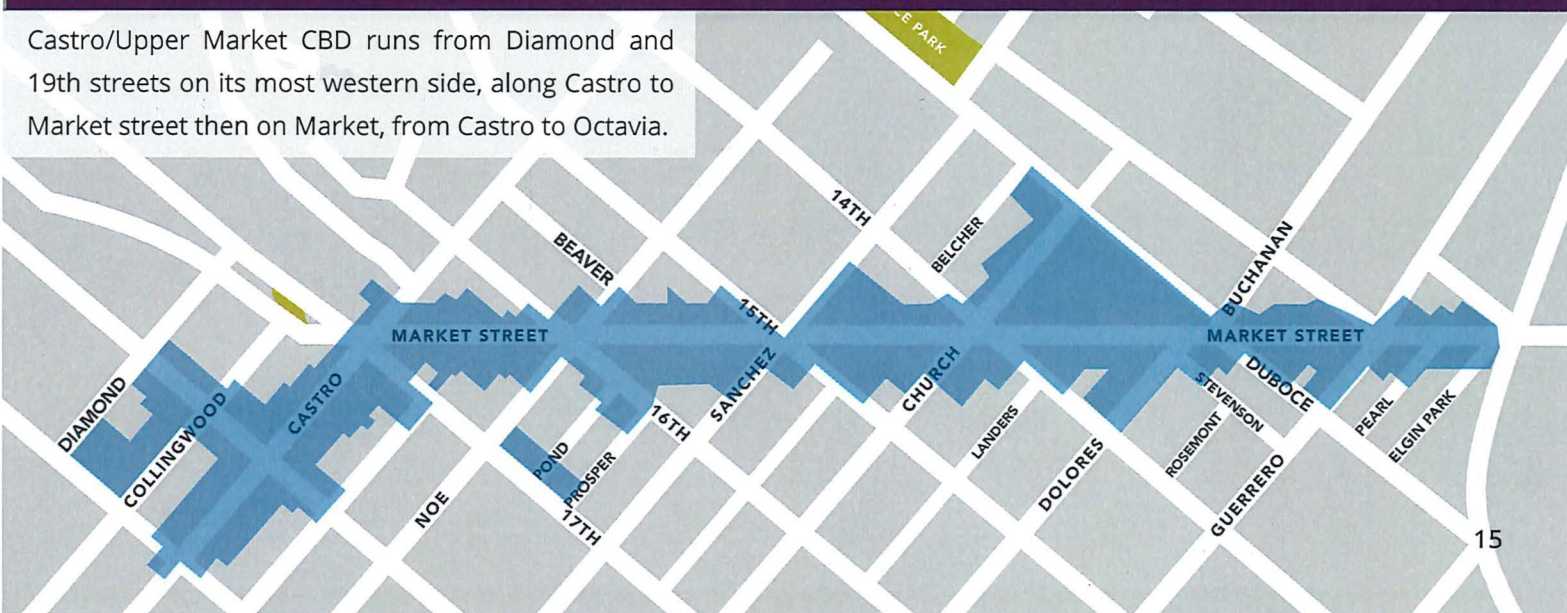 Castro/Upper Market CBD runs from Diamond and
19th streets on its most western side, along Castro to
Market street then on Market, from Castro to Octavia.
CE PARK
14TH
BELCHER
BUCHANAN
BEAVER
15TH
MARKET STREET
MARKET STREET
DIAMOND
COLLINGWOOD
CASTRO
SANCHEZ
CHURCH
DUBOCE
STEVENSON
16TH
LANDERS
ROSEMONT
PEARL
ELGIN PARK
NOE
POND
PROSPER
17TH
DOLORES
GUERRERO
15